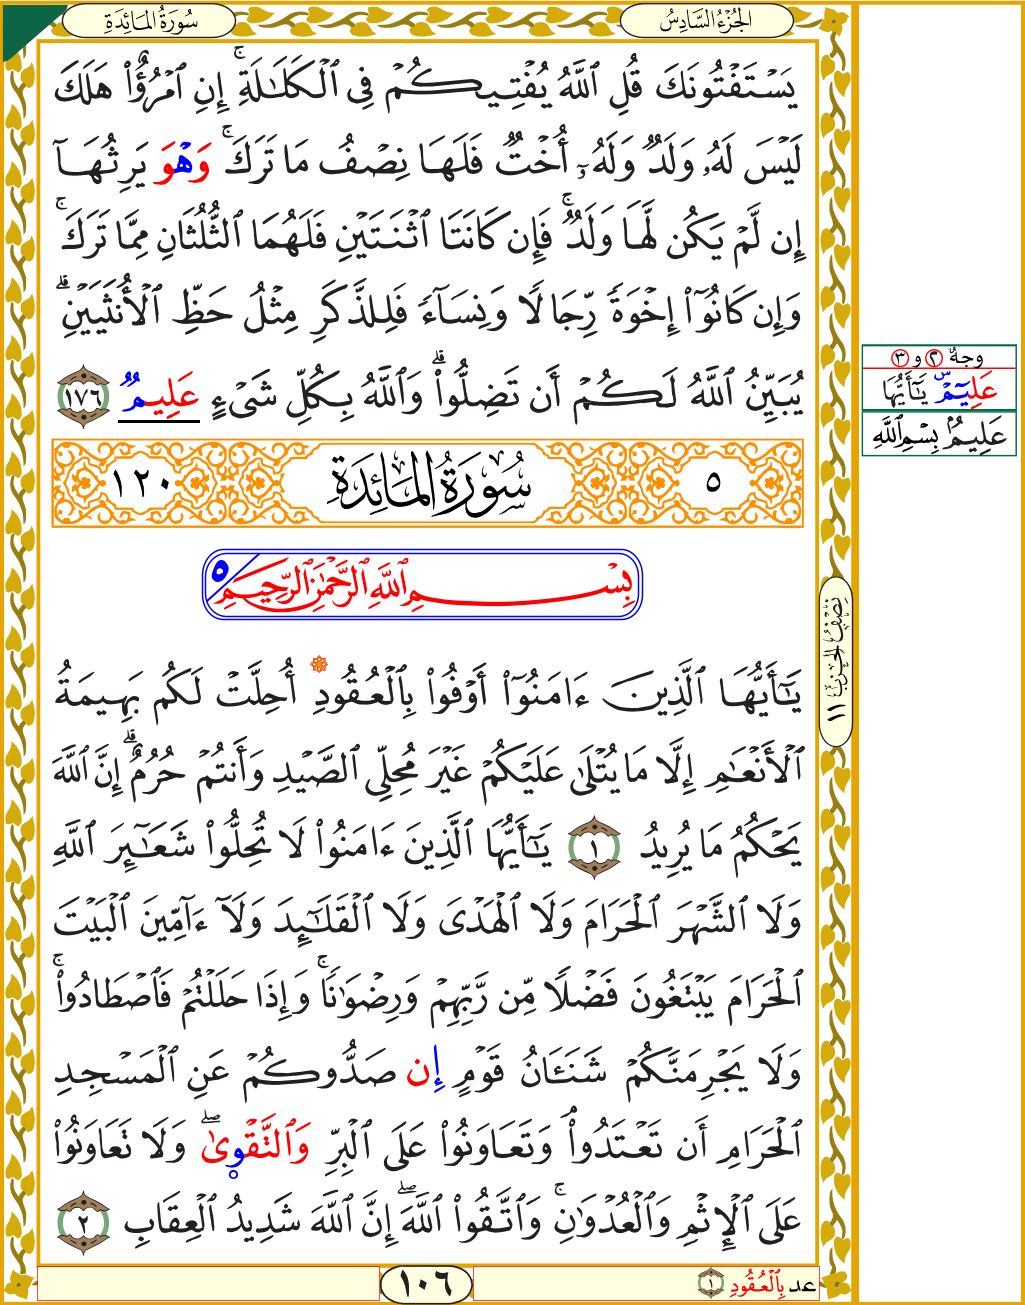 سُورَةُ المَائِدَةِ
الجُزْءُ السَّادِسُ
يَسۡتَفۡتُونَكَ قُلِ ٱللَّهُ يُفۡتِيكُمۡ فِي ٱلۡكَلَٰلَةِۚ إِنِ ٱمۡرُؤٌاْ هَلَكَ
لَيۡسَ لَهُۥ وَلَدٞ وَلَهُۥٓ أُخۡتٞ فَلَهَا نِصۡفُ مَا تَرَكَۚ وَهۡوَ يَرِثُهَآ
إِن لَّمۡ يَكُن لَّهَا وَلَدٞۚ فَإِن كَانَتَا ٱثۡنَتَيۡنِ فَلَهُمَا ٱلثُّلُثَانِ مِمَّا تَرَكَۚ
وَإِن كَانُوٓاْ إِخۡوَةٗ رِّجَالٗا وَنِسَآءٗ فَلِلذَّكَرِ مِثۡلُ حَظِّ ٱلۡأُنثَيَيۡنِۗ
يُبَيِّنُ ٱللَّهُ لَكُمۡ أَن تَضِلُّواْۗ وَٱللَّهُ بِكُلِّ شَيۡءٍ عَلِيمٞ ١٧٦
وجهٌ ٢ و ٣
عَلِيمٌۜ يَٰٓأَيُّهَا
عَلِيمٌ بِسْمِ ٱللَّهِ
٥ سُورَةُ المَائِدَةِ ١٢٠
بِسۡمِ ٱللَّهِ ٱلرَّحۡمَٰنِ ٱلرَّحِيمِ ٥
يَٰٓأَيُّهَا ٱلَّذِينَ ءَامَنُوٓاْ أَوۡفُواْ بِٱلۡعُقُودِ أُحِلَّتۡ لَكُم بَهِيمَةُ
ٱلۡأَنۡعَٰمِ إِلَّا مَا يُتۡلَىٰ عَلَيۡكُمۡ غَيۡرَ مُحِلِّي ٱلصَّيۡدِ وَأَنتُمۡ حُرُمٌۗ إِنَّ ٱللَّهَ
يَحۡكُمُ مَا يُرِيدُ ١ يَٰٓأَيُّهَا ٱلَّذِينَ ءَامَنُواْ لَا تُحِلُّواْ شَعَٰٓئِرَ ٱللَّهِ
وَلَا ٱلشَّهۡرَ ٱلۡحَرَامَ وَلَا ٱلۡهَدۡيَ وَلَا ٱلۡقَلَٰٓئِدَ وَلَآ ءَآمِّينَ ٱلۡبَيۡتَ
ٱلۡحَرَامَ يَبۡتَغُونَ فَضۡلٗا مِّن رَّبِّهِمۡ وَرِضۡوَٰنٗاۚ وَإِذَا حَلَلۡتُمۡ فَٱصۡطَادُواْۚ
وَلَا يَجۡرِمَنَّكُمۡ شَنَـَٔانُ قَوۡمٍ إِن صَدُّوكُمۡ عَنِ ٱلۡمَسۡجِدِ
ٱلۡحَرَامِ أَن تَعۡتَدُواْۘ وَتَعَاوَنُواْ عَلَى ٱلۡبِرِّ وَٱلتَّقۡوَىٰۖ وَلَا تَعَاوَنُواْ
عَلَى ٱلۡإِثۡمِ وَٱلۡعُدۡوَٰنِۚ وَٱتَّقُواْ ٱللَّهَۖ إِنَّ ٱللَّهَ شَدِيدُ ٱلۡعِقَابِ ٢
نصف الحزب ١١
عد بِٱلۡعُقُودِ ١
١٠٦